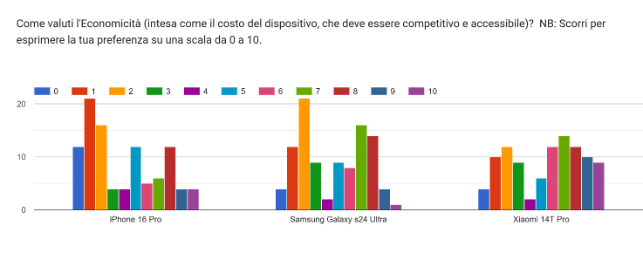 Come valuti l'Economicità (intesa come il costo del dispositivo, che deve essere competitivo e accessibile)? NB: Scorri per
esprimere la tua preferenza su una scala da 0 a 10.
0 1 2 3 4 5 6 7 8 9 10
20
10
0
iPhone 16 Pro Samsung Galaxy s24 Ultra Xiaomi 14T Pro